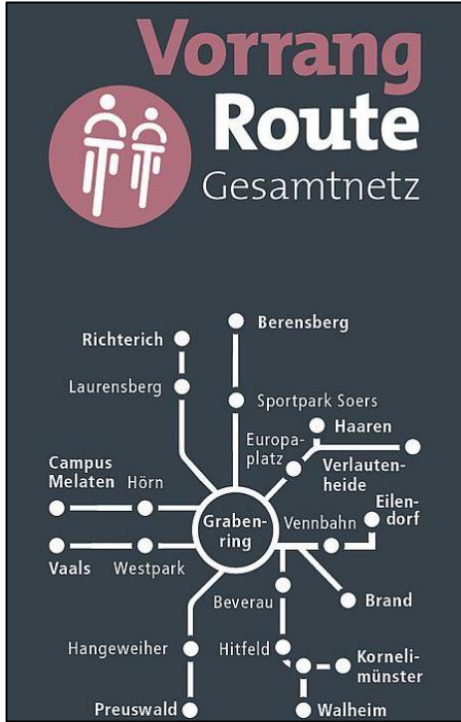 Vorrang
Route
Gesamtnetz
Berensberg
Richterich
Laurensberg
Sportpark Soers
Haaren
Europa-
platz
Verlauten-
heide
Campus
Melaten
Hörn
Eilen-
dorf
Graben-
ring
Vennbahn
Vaals
Westpark
Beverau
Brand
Hangeweiher
Hitfeld
Korneli-
münster
Preuswald
Walheim